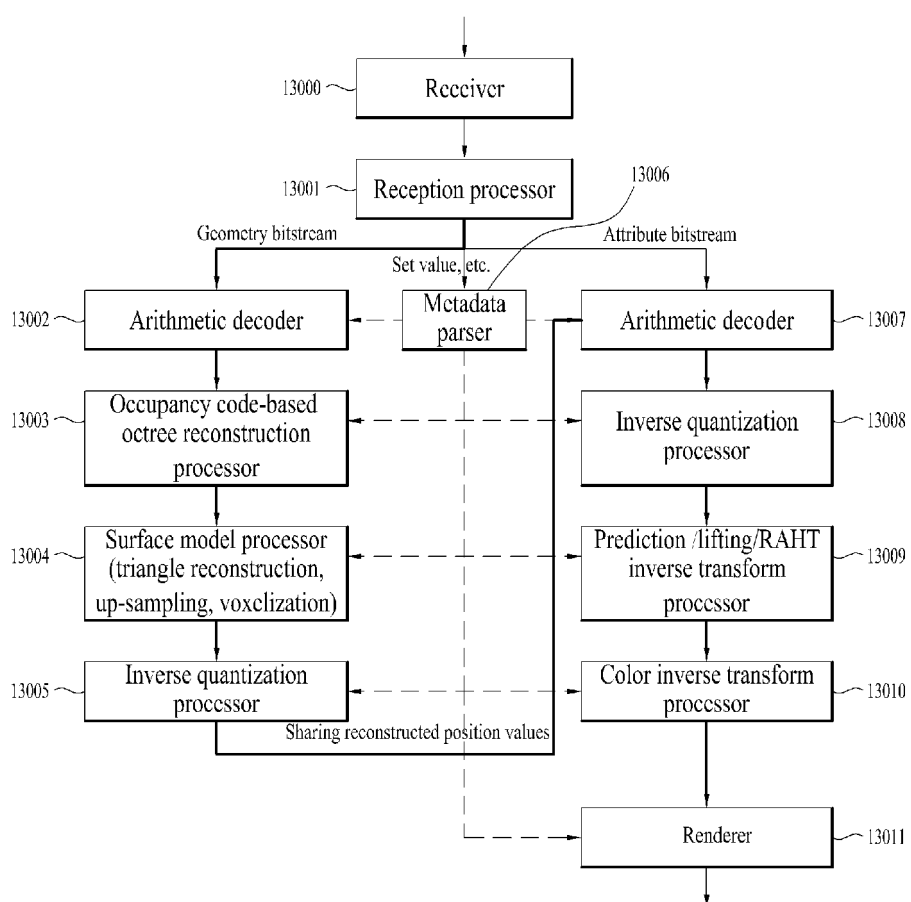 13000
Receiver
13001
Reception processor
13006
Geometry bitstream
Set value, etc.
Attribute bitstream
13002
Arithmetic decoder
Metadata
parser
Arithmetic decoder
13007
13003
Occupancy code-based
octree reconstruction
processor
Inverse quantization
processor
13008
13004
Surface model processor
(triangle reconstruction,
up-sampling, voxelization)
Prediction /lifting/RAHT
inverse transform
processor
13009
13005
Inverse quantization
processor
Color inverse transform
processor
13010
Sharing reconstructed position values
Renderer
13011